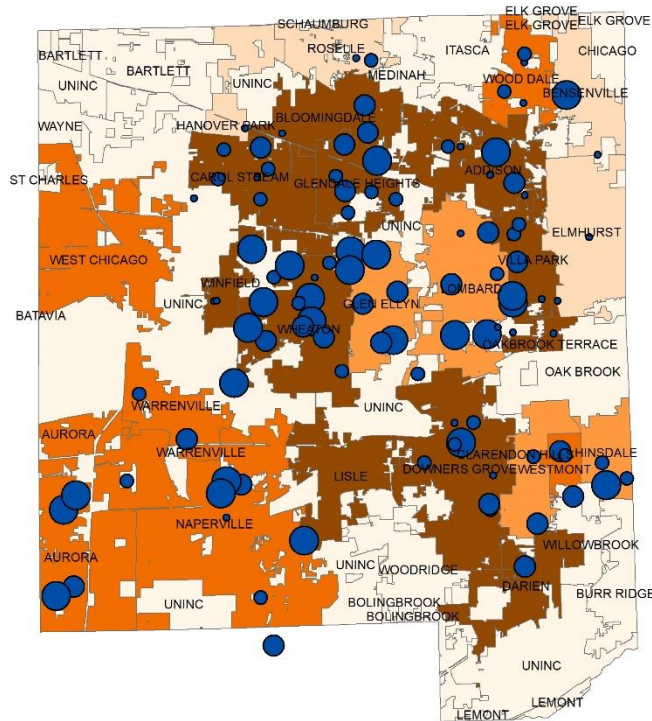 ELK GROVE
ELK GROVE
ELK GROVE
SCHAUMBURG
ROSELLE
ITASCA
CHICAGO
BARTLETT
BARTLETT
MEDINAH
WOOD DALE
UNINC
UNINC
BENSENVILLE
BLOOMINGDALE
WAYNE
HANOVER PARK
ADDISON
ST CHARLES
CAROL STREAM
GLENDALE HEIGHTS
UNINC
ELMHURST
WEST CHICAGO
VILLA PARK
WINFIELD
LOMBARD
UNINC
GLEN ELLYN
BATAVIA
WHEATON
OAKBROOK TERRACE
OAK BROOK
UNINC
WARRENVILLE
AURORA
WARRENVILLE
CLARENDON HILLS
HINSDALE
LISLE
DOWNERS GROVE
WESTMONT
NAPERVILLE
WILLOWBROOK
AURORA
UNINC
WOODRIDGE
DARIEN
UNINC
BOLINGBROOK
BOLINGBROOK
BURR RIDGE
UNINC
LEMONT
LEMONT